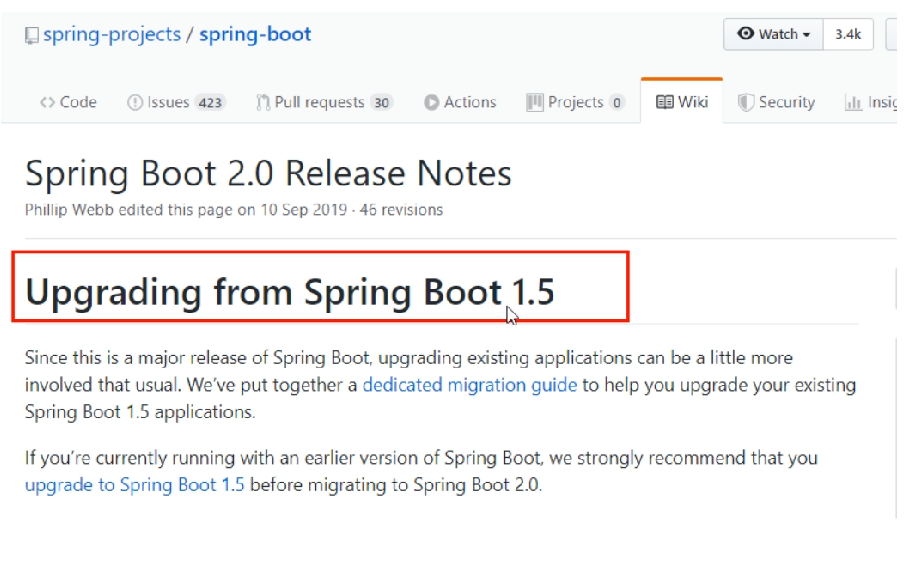 spring-projects / spring-boot
Watch 3.4k
Code Issues 423 Pull requests 30 Actions Projects 0 Wiki Security
Spring Boot 2.0 Release Notes
Phillip Webb edited this page on 10 Sep 2019 · 46 revisions
Upgrading from Spring Boot 1.5
Since this is a major release of Spring Boot, upgrading existing applications can be a little more
involved that usual. We've put together a dedicated migration guide to help you upgrade your existing
Spring Boot 1.5 applications.
If you're currently running with an earlier version of Spring Boot, we strongly recommend that you
upgrade to Spring Boot 1.5 before migrating to Spring Boot 2.0.